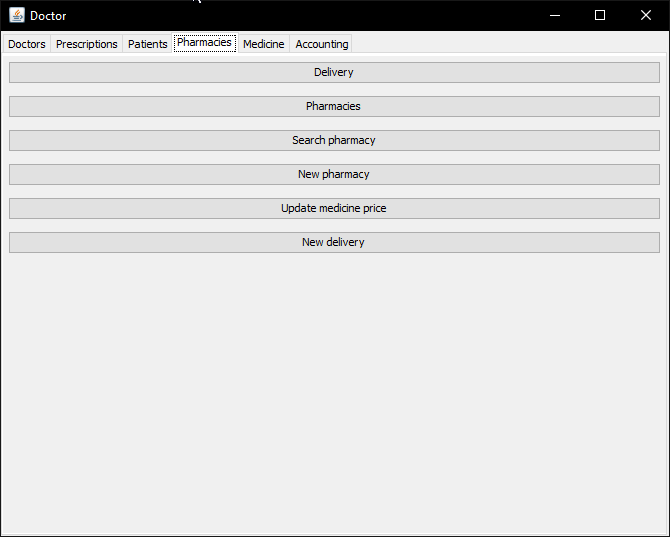 Doctor
Doctors Prescriptions Patients Pharmacies Medicine Accounting
Delivery
Pharmacies
Search pharmacy
New pharmacy
Update medicine price
New delivery